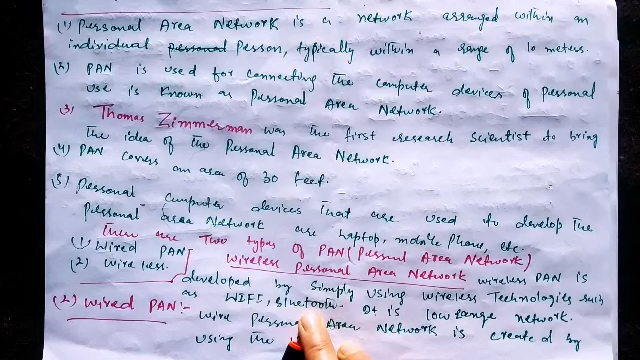 (1) Personal Area Network is a network arranged within an
individual personal Person, typically within a range of 10 meters.
(2) PAN is used for connecting the computer devices of personal
use is known as Personal Area Network.
(3) Thomas Zimmerman was the first research scientist to bring
the idea of the Personal Area Network.
(4) PAN covers an area of 30 feet.
(5) Personal computer devices that are used to develop the
personal area Network are laptop, mobile phone, etc.
There are Two types of PAN (Personal Area Network)
(1) Wired PAN
(2) wireless.
Wireless Personal Area Network wireless PAN is
developed by simply using wireless Technologies such
as WIFI, Bluetooth. It is low range network.
(2) Wired PAN:-
wire Personal Area Network is created by
using the